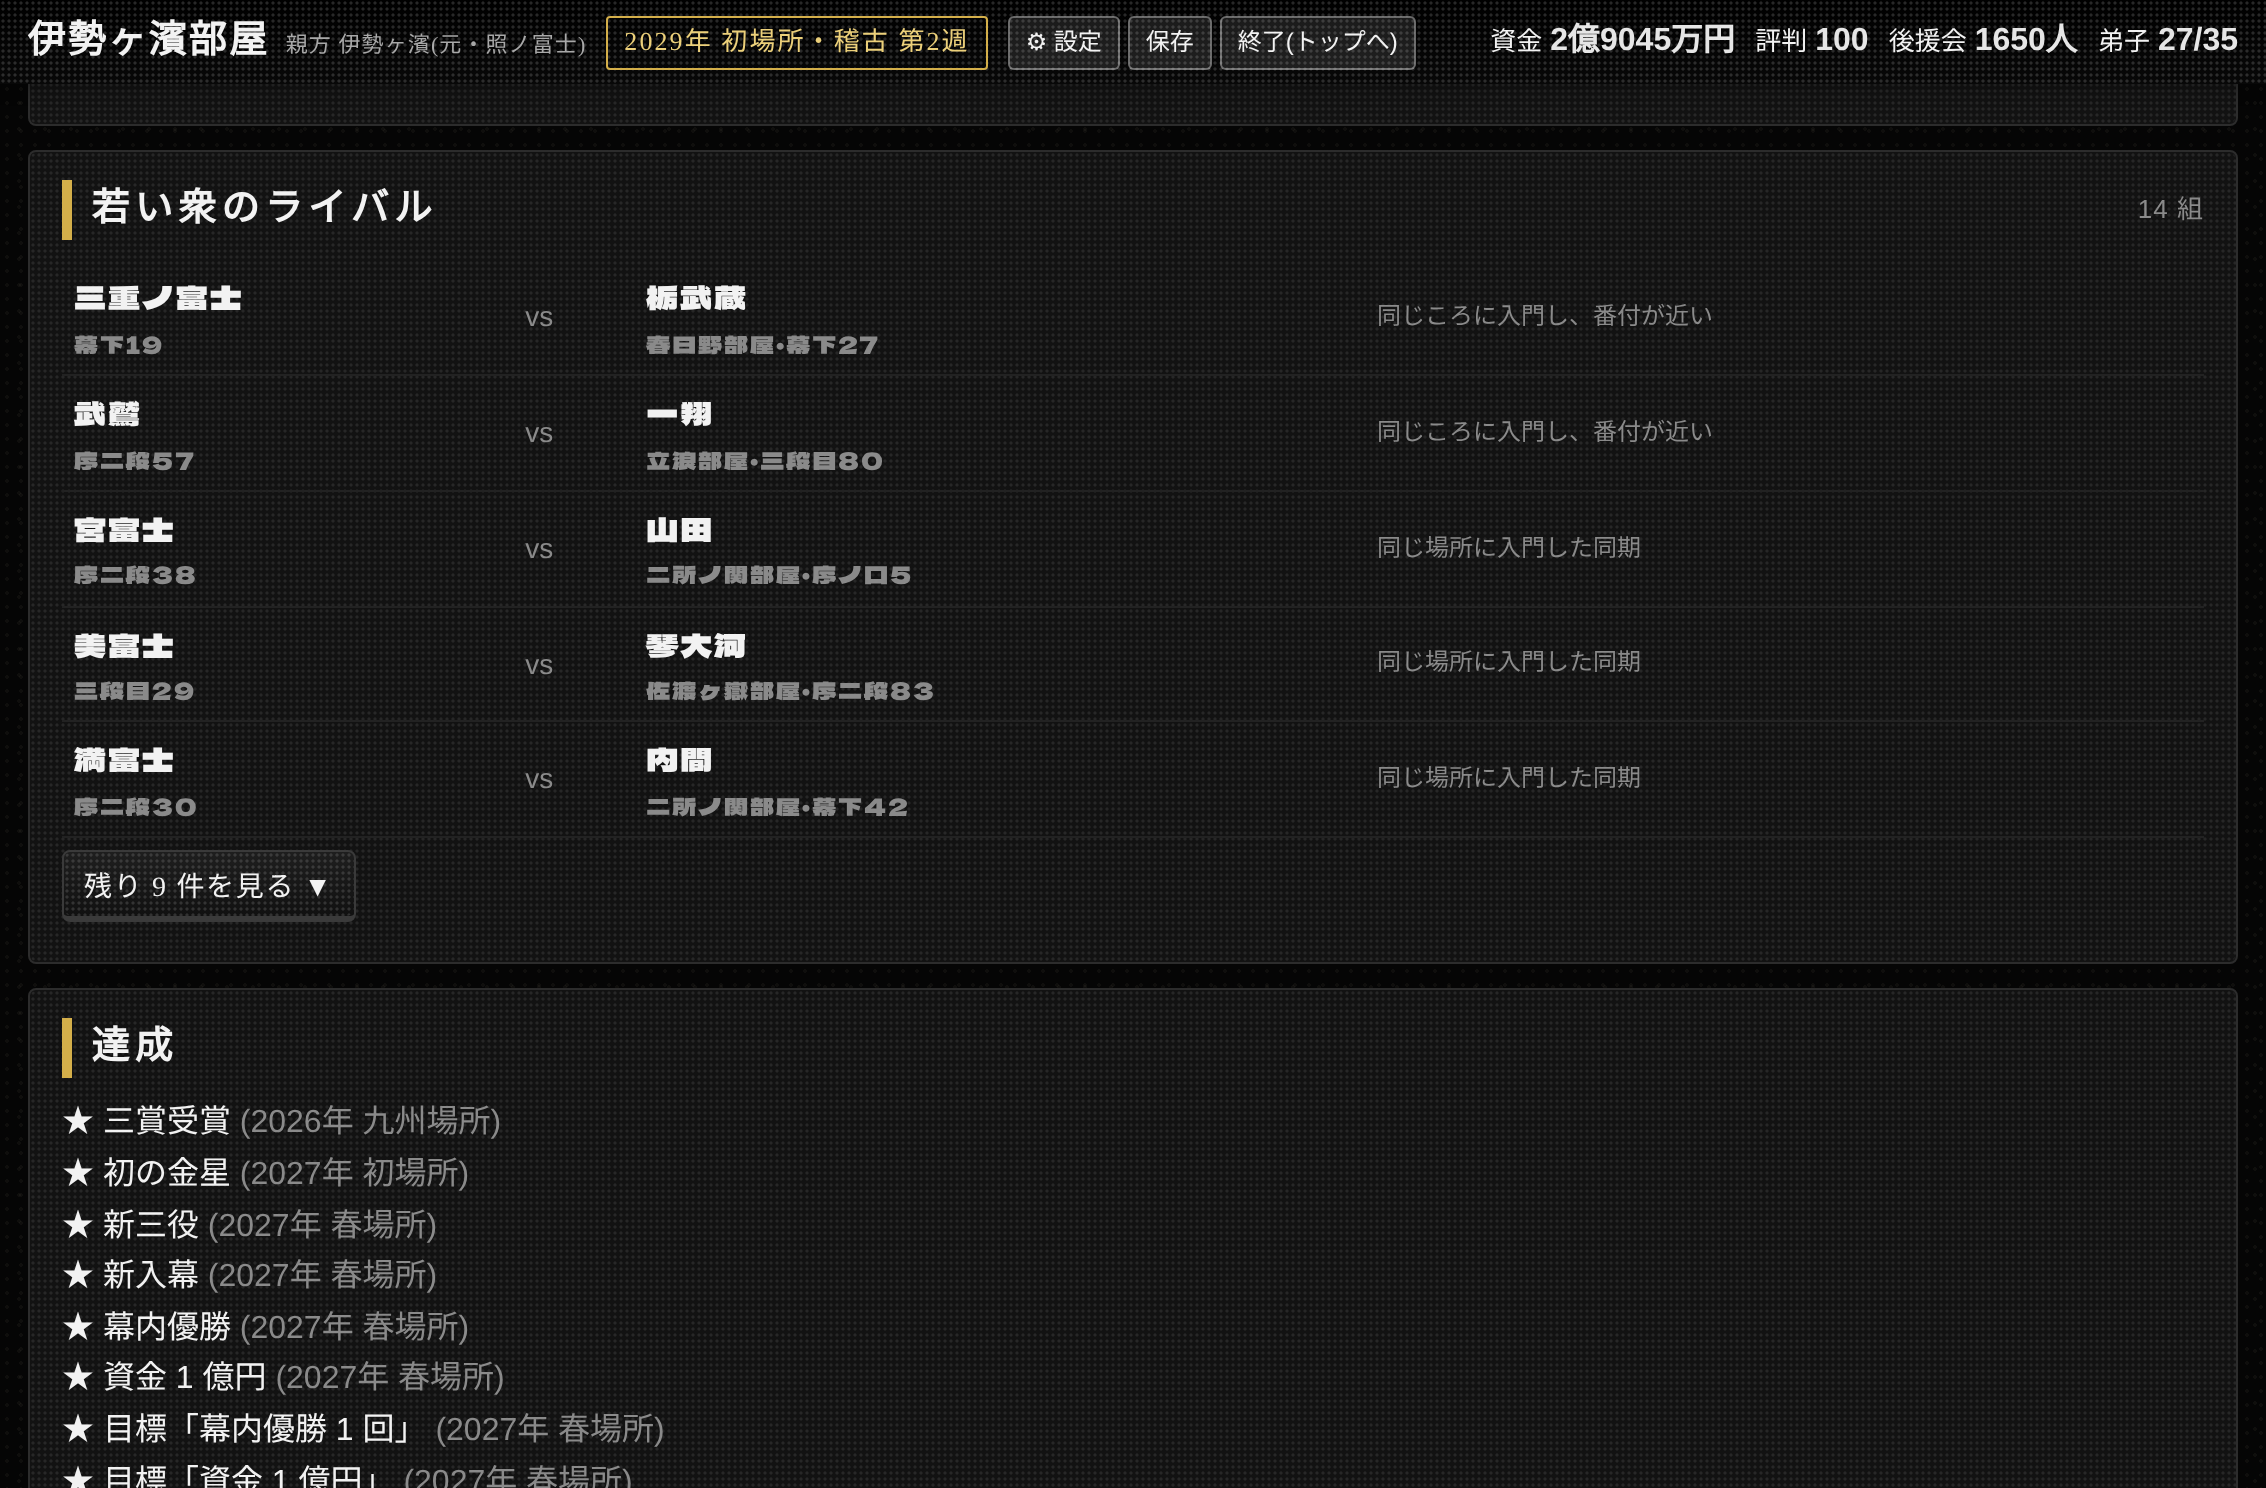 伊勢ヶ濱部屋 親方 伊勢ヶ濱(元・照ノ富士) 2029年 初場所・稽古 第2週 ⚙ 設定 保存 終了(トップへ) 資金 2億9045万円 評判 100 後援会 1650人 弟子 27/35
若い衆のライバル 14 組
三重ノ富士 vs 栃武蔵 同じころに入門し、番付が近い
幕下19 春日野部屋・幕下27
武鷲 vs 一翔 同じころに入門し、番付が近い
序二段57 立浪部屋・三段目80
宮富士 vs 山田 同じ場所に入門した同期
序二段38 二所ノ関部屋・序ノ口5
美富士 vs 琴大河 同じ場所に入門した同期
三段目29 佐渡ヶ嶽部屋・序二段83
満富士 vs 内間 同じ場所に入門した同期
序二段30 二所ノ関部屋・幕下42
残り 9 件を見る ▼
達成
★ 三賞受賞 (2026年 九州場所)
★ 初の金星 (2027年 初場所)
★ 新三役 (2027年 春場所)
★ 新入幕 (2027年 春場所)
★ 幕内優勝 (2027年 春場所)
★ 資金 1 億円 (2027年 春場所)
★ 目標「幕内優勝 1 回」 (2027年 春場所)
★ 目標「資金 1 億円」 (2027年 春場所)